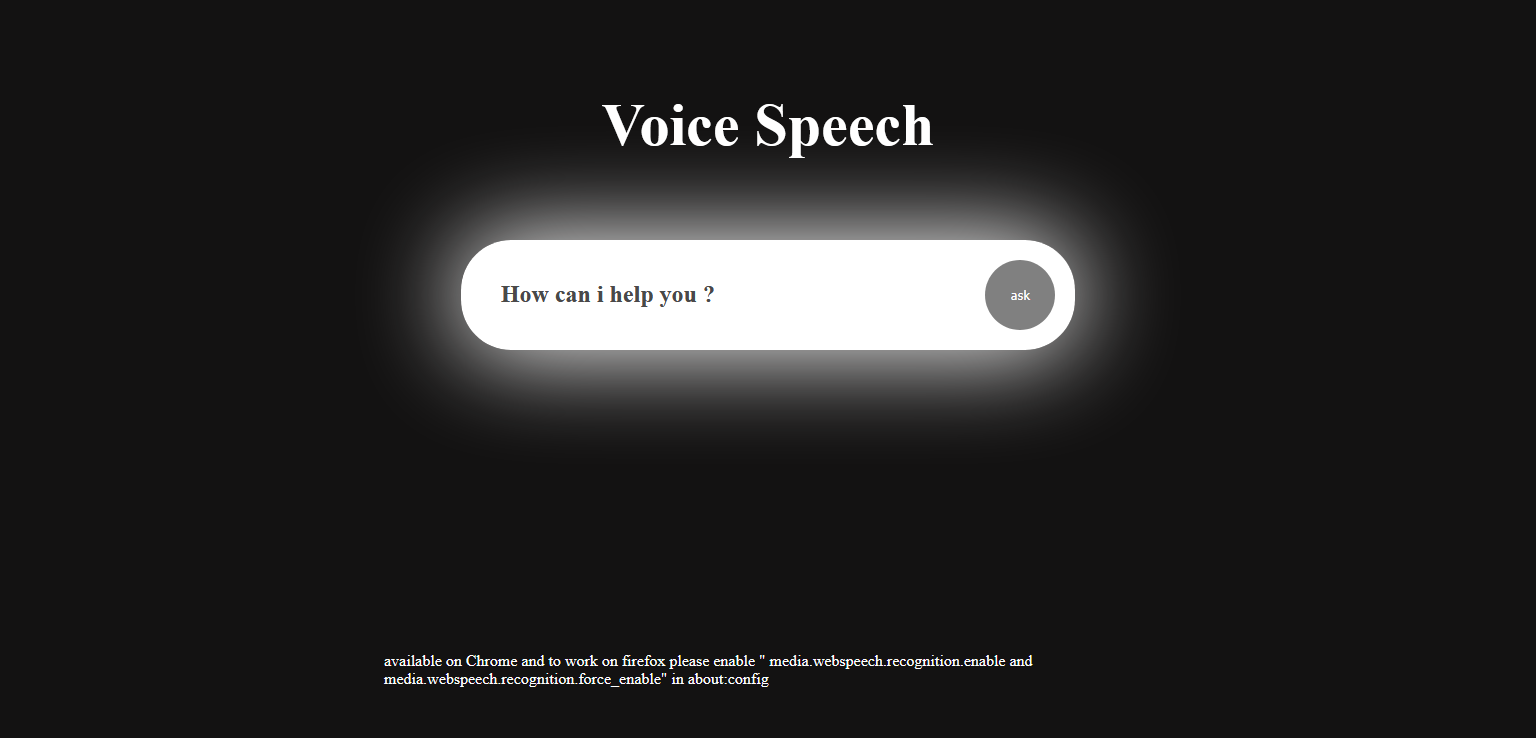 Voice Speech
How can i help you ?
ask
available on Chrome and to work on firefox please enable " media.webspeech.recognition.enable and
media.webspeech.recognition.force_enable" in about:config